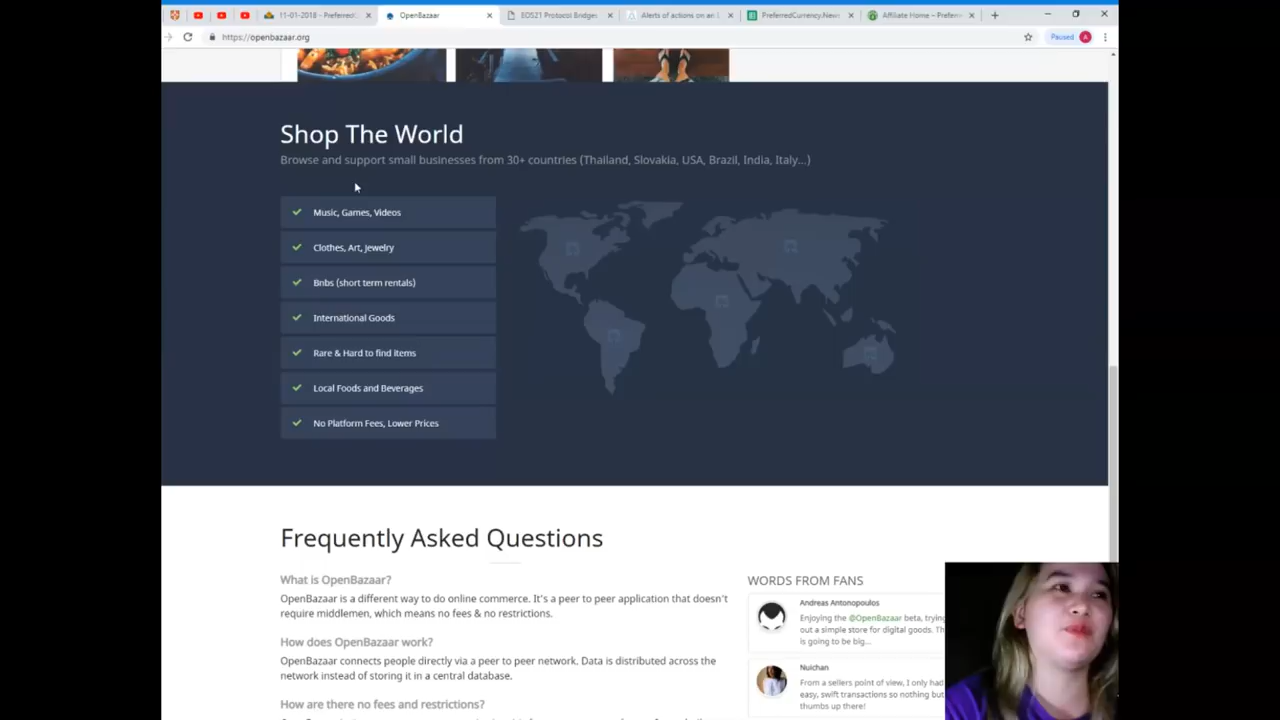 11-01-2018 - Preferred
OpenBazaar
EOS21 Protocol Bridges
Alerts of actions on an
PreferredCurrency.News
Affiliate Home – Prefer
https://openbazaar.org
Paused
A
Shop The World
Browse and support small businesses from 30+ countries (Thailand, Slovakia, USA, Brazil, India, Italy...)
Music, Games, Videos
Clothes, Art, Jewelry
Bnbs (short term rentals)
International Goods
Rare & Hard to find items
Local Foods and Beverages
No Platform Fees, Lower Prices
Frequently Asked Questions
What is OpenBazaar?
OpenBazaar is a different way to do online commerce. It's a peer to peer application that doesn't
require middlemen, which means no fees & no restrictions.
How does OpenBazaar work?
OpenBazaar connects people directly via a peer to peer network. Data is distributed across the
network instead of storing it in a central database.
How are there no fees and restrictions?
WORDS FROM FANS
Andreas Antonopoulos
Enjoying the @OpenBazaar beta, trying
out a simple store for digital goods.
is going to be big...
Nuichan
From a sellers point of view, I only had
easy, swift transactions so nothing but
thumbs up there!